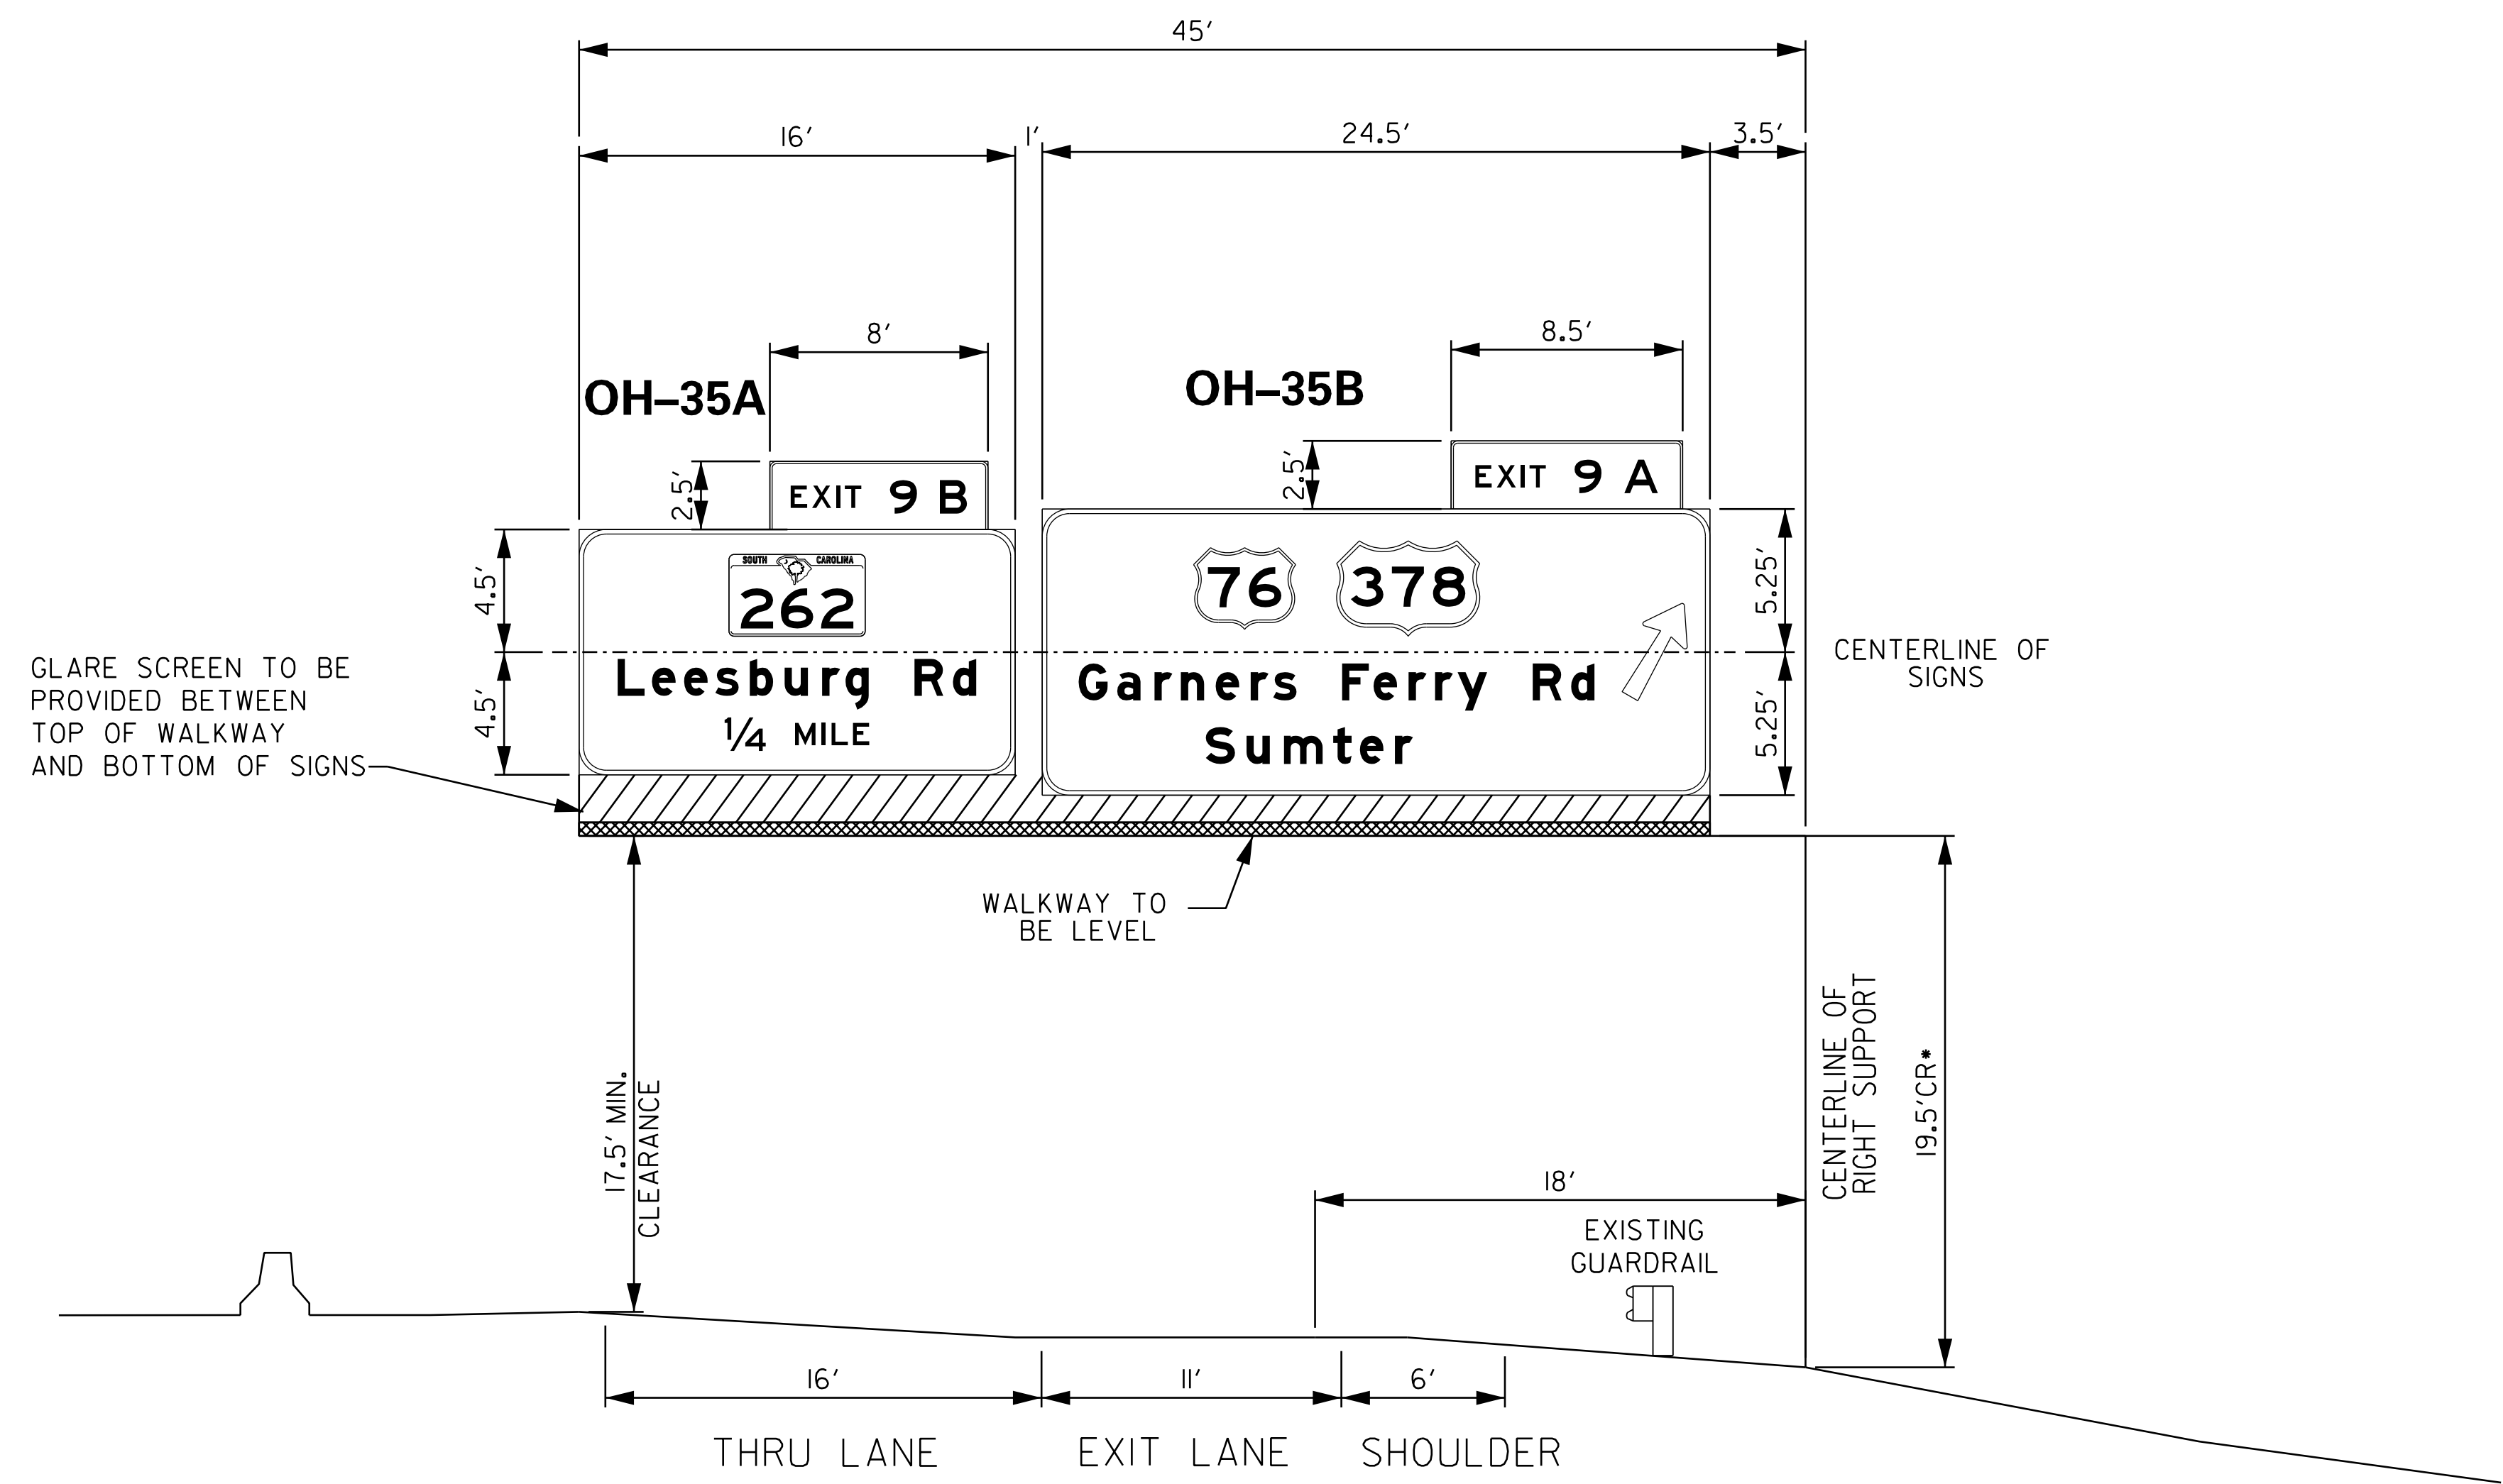 45'
16'
1'
24.5'
3.5'
8'
8.5'
OH-35A
OH-35B
2.5'
2.5'
EXIT 9 B
EXIT 9 A
4.5'
4.5'
SOUTH CAROLINA
262
Leesburg Rd
1/4 MILE
76
378
Garners Ferry Rd
Sumter
5.25'
5.25'
CENTERLINE OF
SIGNS
GLARE SCREEN TO BE
PROVIDED BETWEEN
TOP OF WALKWAY
AND BOTTOM OF SIGNS
WALKWAY TO
BE LEVEL
17.5' MIN.
CLEARANCE
CENTERLINE OF
RIGHT SUPPORT
19.5'CR*
18'
EXISTING
GUARDRAIL
16'
11'
6'
THRU LANE
EXIT LANE
SHOULDER